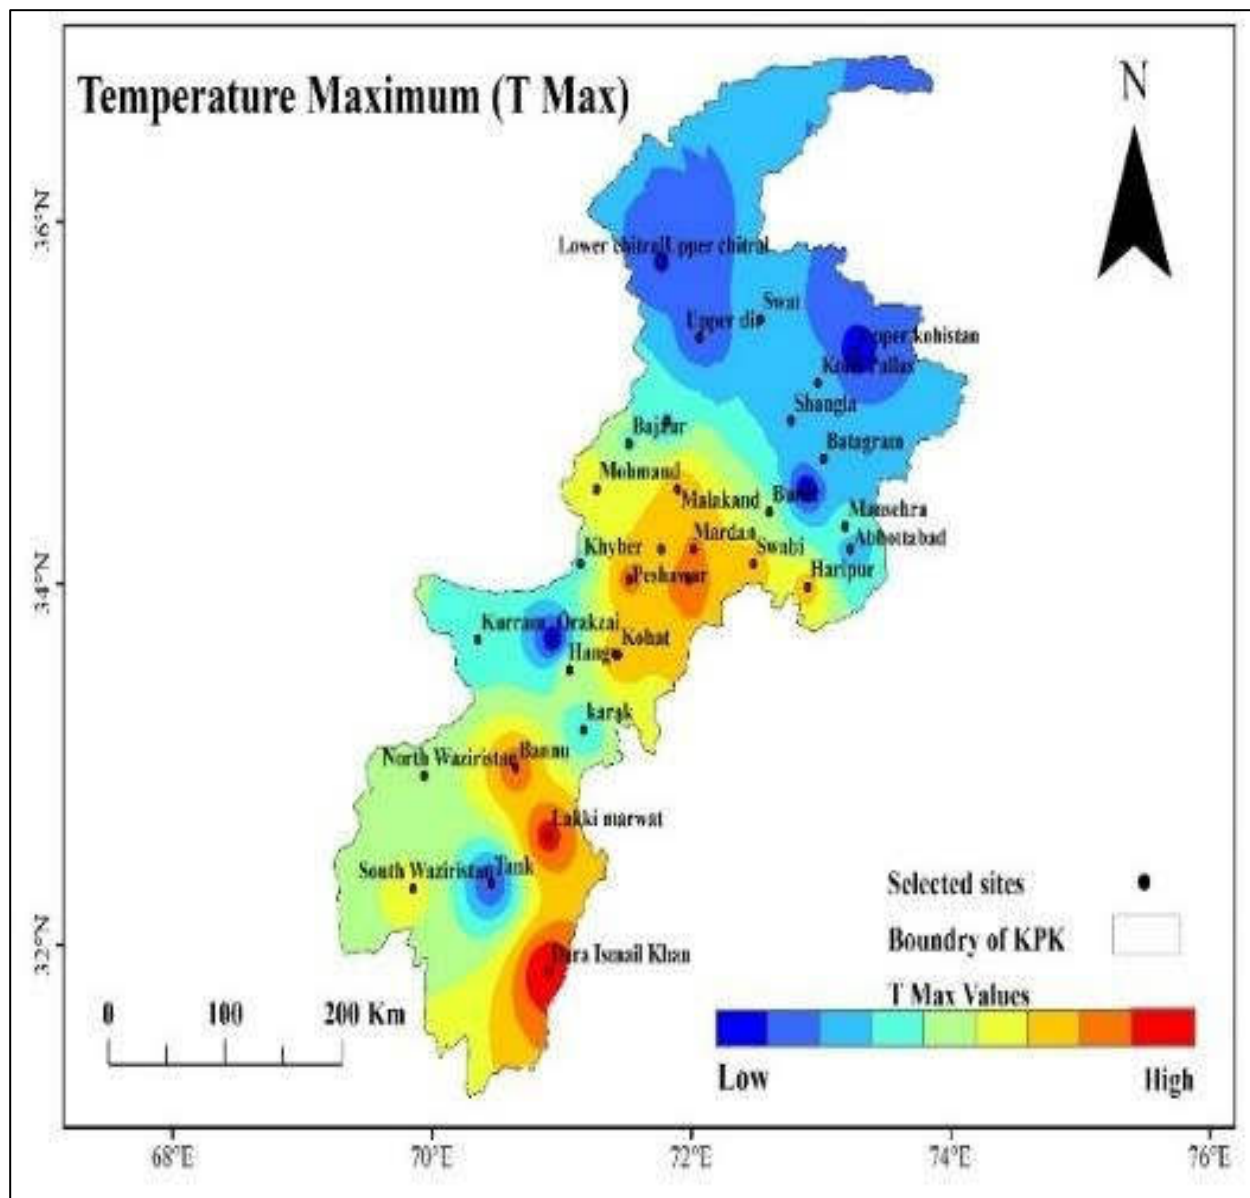 Temperature Maximum (T Max)
N
36°N
Lower chitral Upper chitral
Swat
Upper dir
Upper kohistan
Kolai Pallas
Shangla
Bajaur
Batagram
Mohmand
Malakand
Mansehra
Mardan
Abbottabad
Khyber
Swabi
Peshawar
Haripur
34°N
Kurram
Orakzai
Kohat
Hangu
karak
Bannu
North Waziristan
Lakki marwat
South Waziristan
Tank
Selected sites
32°N
Dera Ismail Khan
Boundry of KPK
T Max Values
0 100 200 Km
Low High
68°E 70°E 72°E 74°E 76°E